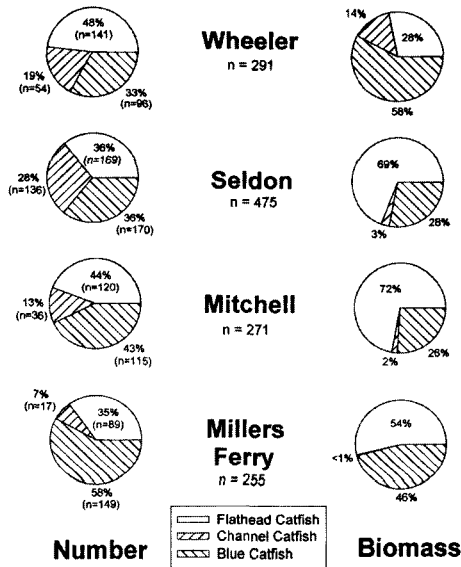 48%
(n=141)
19%
(n=54)
33%
(n=96)
Wheeler
n = 291
14%
28%
58%
36%
(n=169)
28%
(n=136)
36%
(n=170)
Seldon
n = 475
69%
3%
28%
44%
(n=120)
13%
(n=36)
43%
(n=115)
Mitchell
n = 271
72%
2%
26%
7%
(n=17)
35%
(n=89)
58%
(n=149)
Millers
Ferry
n = 255
54%
<1%
46%
Flathead Catfish
Channel Catfish
Blue Catfish
Number
Biomass